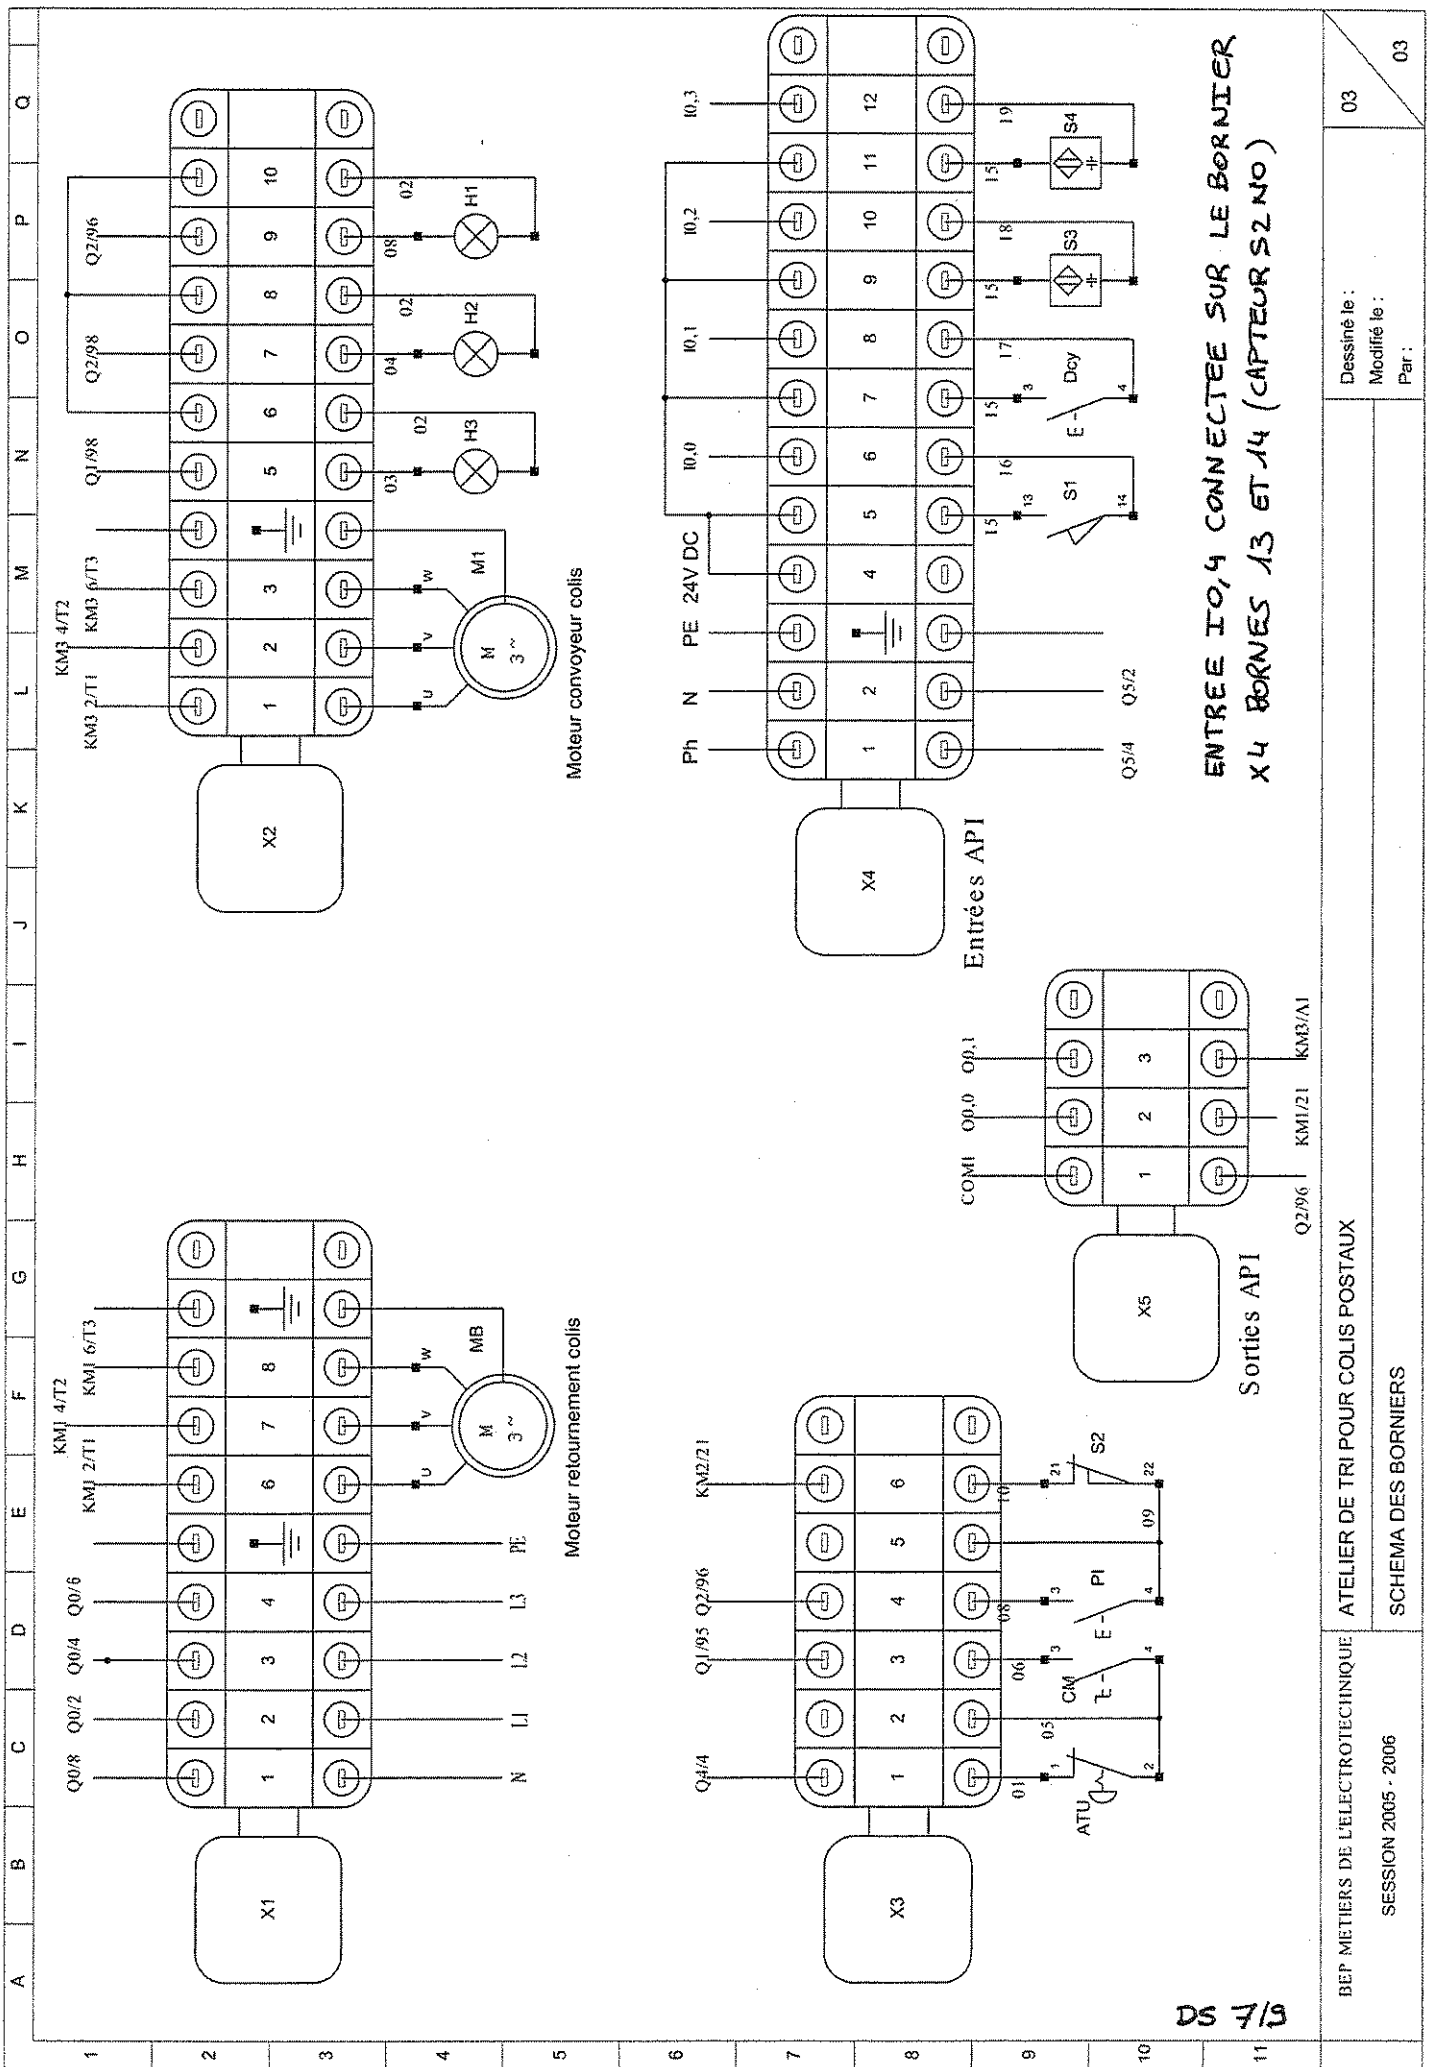 A B C D E F G H I J K L M N O P Q
1
2
3
4
5
6
7
8
9
10
11
Q0/8 Q0/2 Q0/4 Q0/6 KM1 2/T1 KM1 4/T2 KM1 6/T3
X1 1 2 3 4 6 7 8
N L1 L2 L3 PE U V W
M 3~ MB
Moteur retournement colis
KM3 2/T1 KM3 4/T2 KM3 6/T3 Q1/98 Q2/98 Q2/96
X2 1 2 3 5 6 7 8 9 10
U V W 03 02 04 02 08 02
M 3~ M1 H3 H2 H1
Moteur convoyeur colis
Q4/4 Q1/95 Q2/96 KM2/21
X3 1 2 3 4 5 6
01 05 06 08 10
ATU 1 2 CM 3 4 E PI 3 4 09 21 22 S2
Ph N PE 24V DC I0,0 I0,1 I0,2 I0,3
X4 1 2 4 5 6 7 8 9 10 11 12
Entrées API
Q5/4 Q5/2 15 16 15 17 15 18 15 19
13 14 S1 E 3 4 Dcy S3 S4
COM1 O0,0 O0,1
X5 1 2 3
Sorties API
Q2/96 KM1/21 KM3/A1
ENTREE I0,4 CONNECTEE SUR LE BORNIER
X4 BORNES 13 ET 14 (CAPTEUR S2 NO)
DS 7/9
BEP METIERS DE L'ELECTROTECHNIQUE
SESSION 2005 - 2006
ATELIER DE TRI POUR COLIS POSTAUX
SCHEMA DES BORNIERS
Dessiné le :
Modifié le :
Par :
03
03